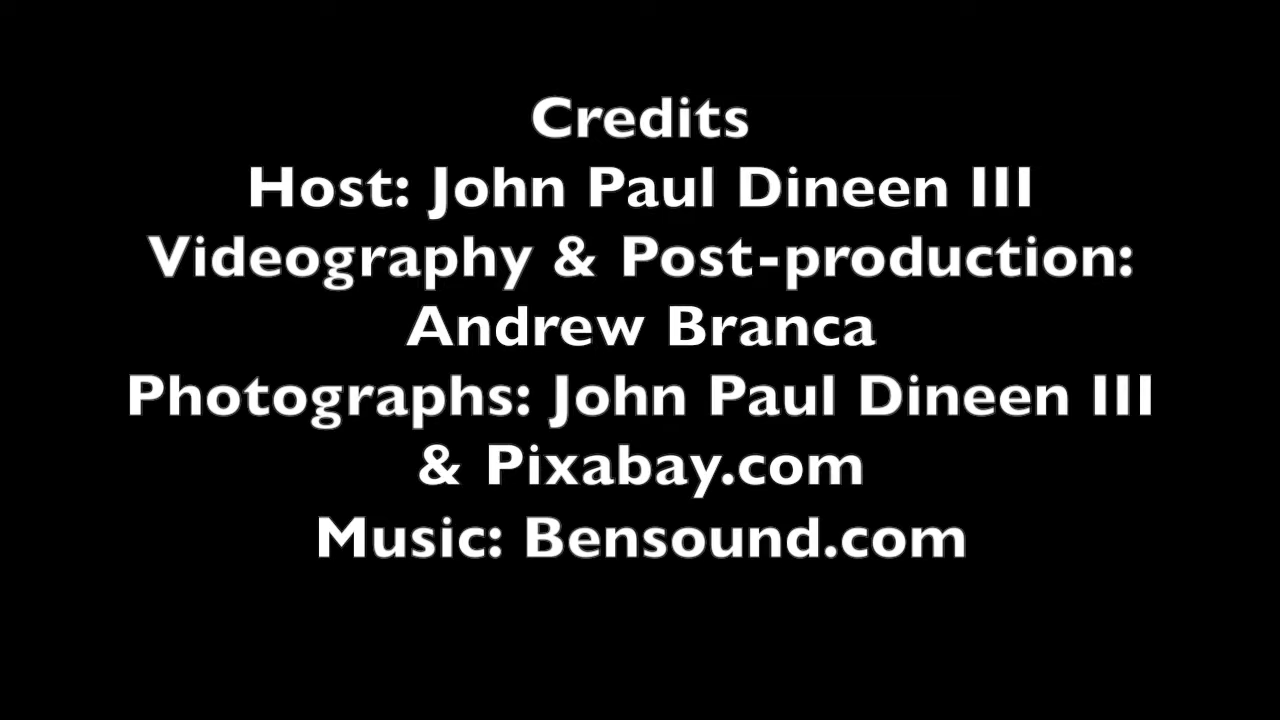 Credits
Host: John Paul Dineen III
Videography & Post-production:
Andrew Branca
Photographs: John Paul Dineen III
& Pixabay.com
Music: Bensound.com